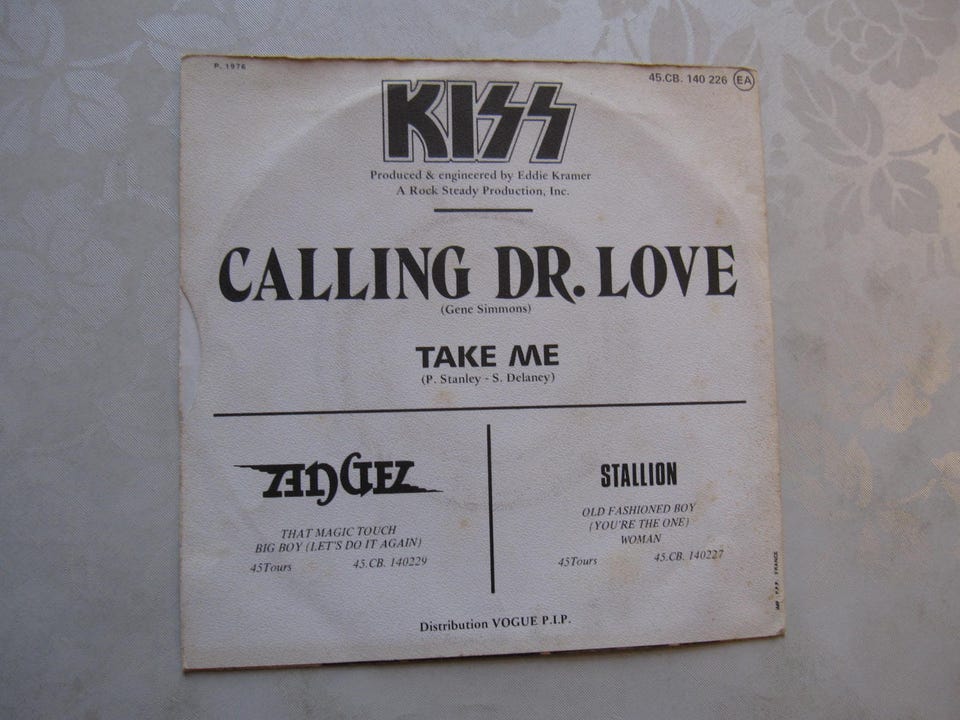 P. 1976
45.CB. 140 226 EA
KISS
Produced & engineered by Eddie Kramer
A Rock Steady Production, Inc.
CALLING DR. LOVE
(Gene Simmons)
TAKE ME
(P. Stanley - S. Delaney)
ANGEL
THAT MAGIC TOUCH
BIG BOY (LET'S DO IT AGAIN)
45Tours 45.CB. 140229
STALLION
OLD FASHIONED BOY
(YOU'RE THE ONE)
WOMAN
45Tours 45.CB. 140227
Distribution VOGUE P.I.P.
FRANCE